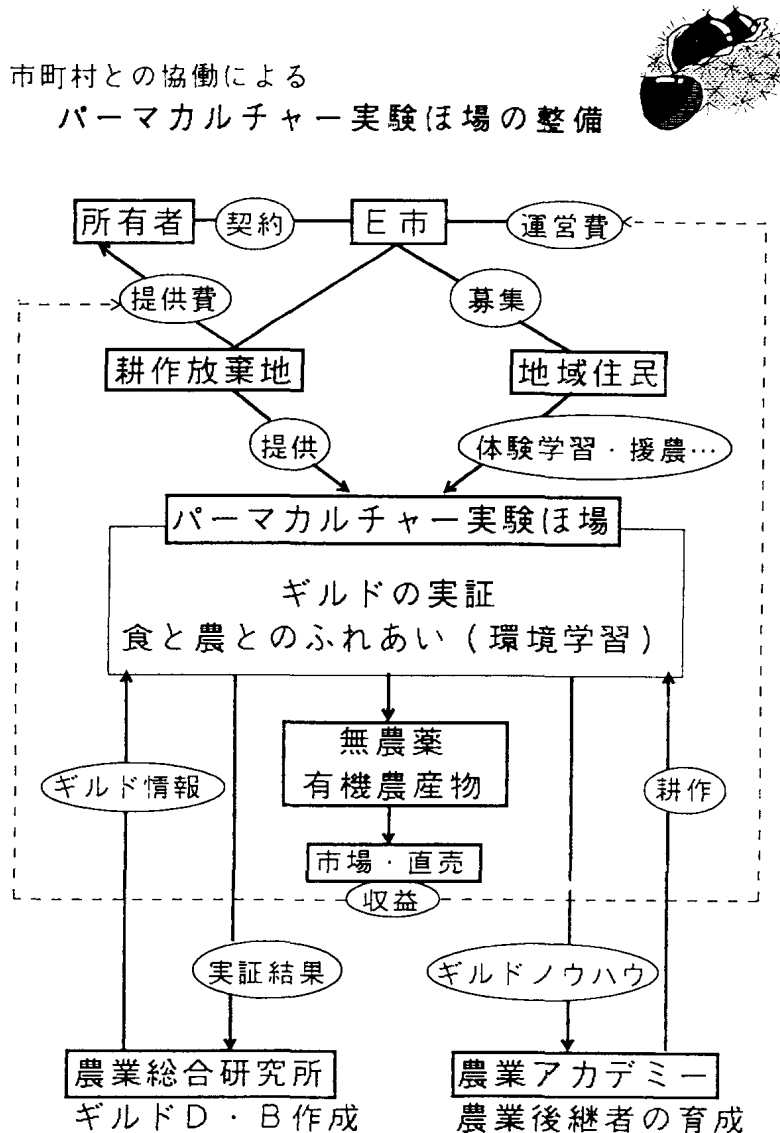 市町村との協働による
パーマカルチャー実験ほ場の整備
所有者
契約
E市
運営費
提供費
募集
耕作放棄地
地域住民
提供
体験学習・援農…
パーマカルチャー実験ほ場
ギルドの実証
食と農とのふれあい(環境学習)
無農薬
有機農産物
ギルド情報
耕作
市場・直売
収益
実証結果
ギルドノウハウ
農業総合研究所
農業アカデミー
ギルドD・B作成
農業後継者の育成